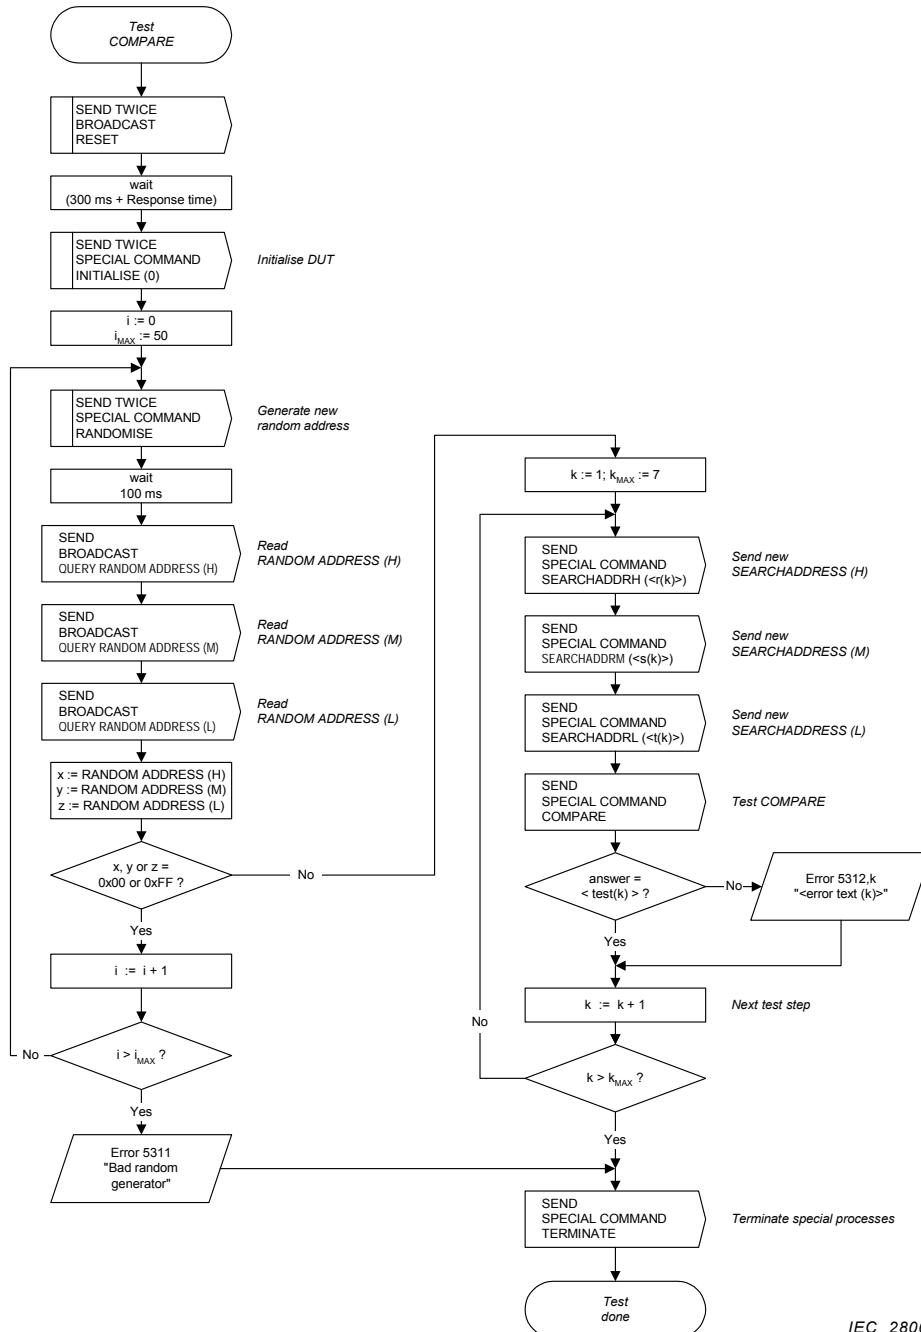 Test
COMPARE
SEND TWICE
BROADCAST
RESET
wait
(300 ms + Response time)
SEND TWICE
SPECIAL COMMAND
INITIALISE (0)
Initialise DUT
i := 0
iMAX := 50
SEND TWICE
SPECIAL COMMAND
RANDOMISE
Generate new
random address
wait
100 ms
SEND
BROADCAST
QUERY RANDOM ADDRESS (H)
Read
RANDOM ADDRESS (H)
SEND
BROADCAST
QUERY RANDOM ADDRESS (M)
Read
RANDOM ADDRESS (M)
SEND
BROADCAST
QUERY RANDOM ADDRESS (L)
Read
RANDOM ADDRESS (L)
x := RANDOM ADDRESS (H)
y := RANDOM ADDRESS (M)
z := RANDOM ADDRESS (L)
x, y or z =
0x00 or 0xFF ?
No
Yes
i := i + 1
i > iMAX ?
No
Yes
Error 5311
"Bad random
generator"
k := 1; kMAX := 7
SEND
SPECIAL COMMAND
SEARCHADDRH (<r(k)>)
Send new
SEARCHADDRESS (H)
SEND
SPECIAL COMMAND
SEARCHADDRM (<s(k)>)
Send new
SEARCHADDRESS (M)
SEND
SPECIAL COMMAND
SEARCHADDRL (<t(k)>)
Send new
SEARCHADDRESS (L)
SEND
SPECIAL COMMAND
COMPARE
Test COMPARE
answer =
< test(k) > ?
No
Error 5312,k
"<error text (k)>"
Yes
k := k + 1
Next test step
No
k > kMAX ?
Yes
SEND
SPECIAL COMMAND
TERMINATE
Terminate special processes
Test
done
IEC